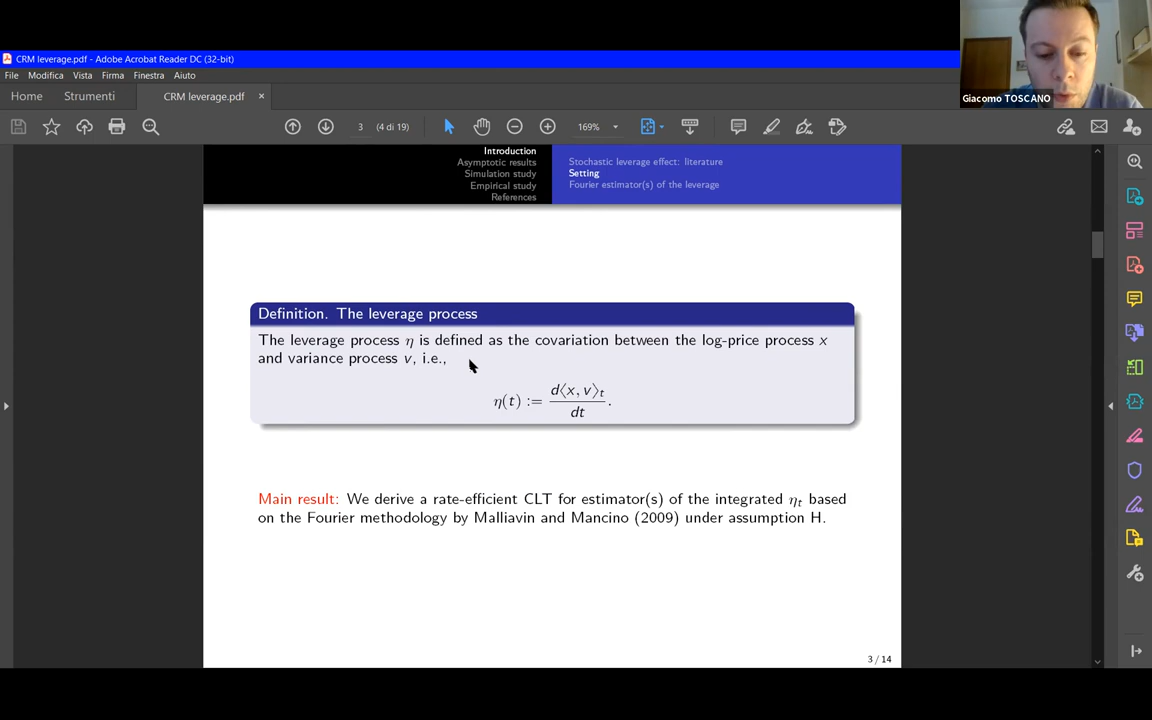 CRM leverage.pdf - Adobe Acrobat Reader DC (32-bit)
File Modifica Vista Firma Finestra Aiuto
Home Strumenti CRM leverage.pdf ×
3 (4 di 19) 169%
Giacomo TOSCANO
Introduction
Asymptotic results
Simulation study
Empirical study
References
Stochastic leverage effect: literature
Setting
Fourier estimator(s) of the leverage
Definition. The leverage process
The leverage process η is defined as the covariation between the log-price process x
and variance process v, i.e.,
η(t) := d⟨x, v⟩t / dt.
Main result: We derive a rate-efficient CLT for estimator(s) of the integrated ηt based
on the Fourier methodology by Malliavin and Mancino (2009) under assumption H.
3 / 14